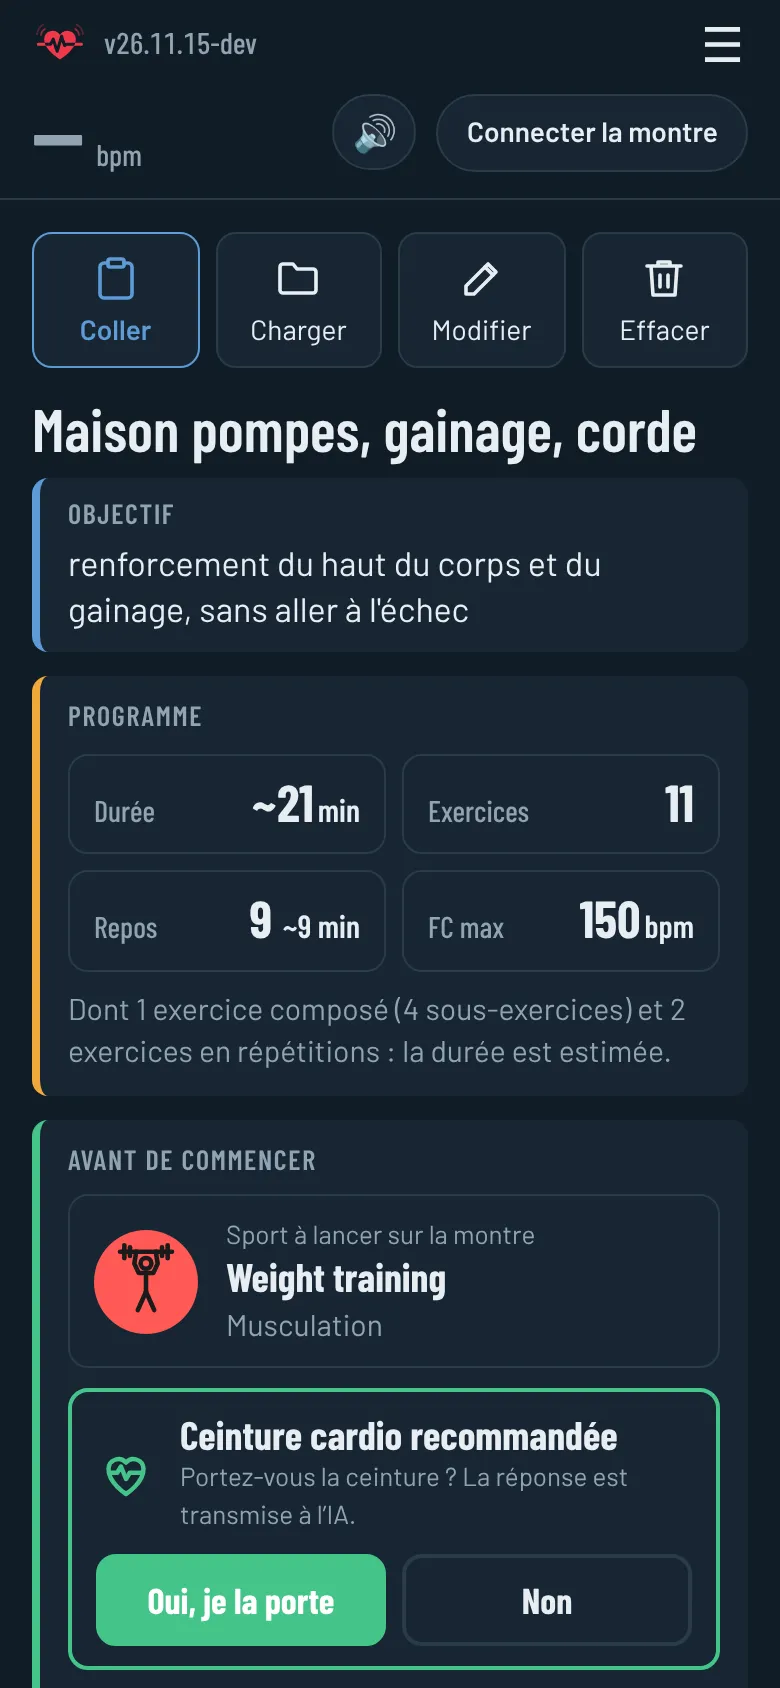 v26.11.15-dev
— bpm
Connecter la montre
Coller
Charger
Modifier
Effacer
Maison pompes, gainage, corde
OBJECTIF
renforcement du haut du corps et du
gainage, sans aller à l'échec
PROGRAMME
Durée ~21 min
Exercices 11
Repos 9 ~9 min
FC max 150 bpm
Dont 1 exercice composé (4 sous-exercices) et 2
exercices en répétitions : la durée est estimée.
AVANT DE COMMENCER
Sport à lancer sur la montre
Weight training
Musculation
Ceinture cardio recommandée
Portez-vous la ceinture ? La réponse est
transmise à l’IA.
Oui, je la porte
Non